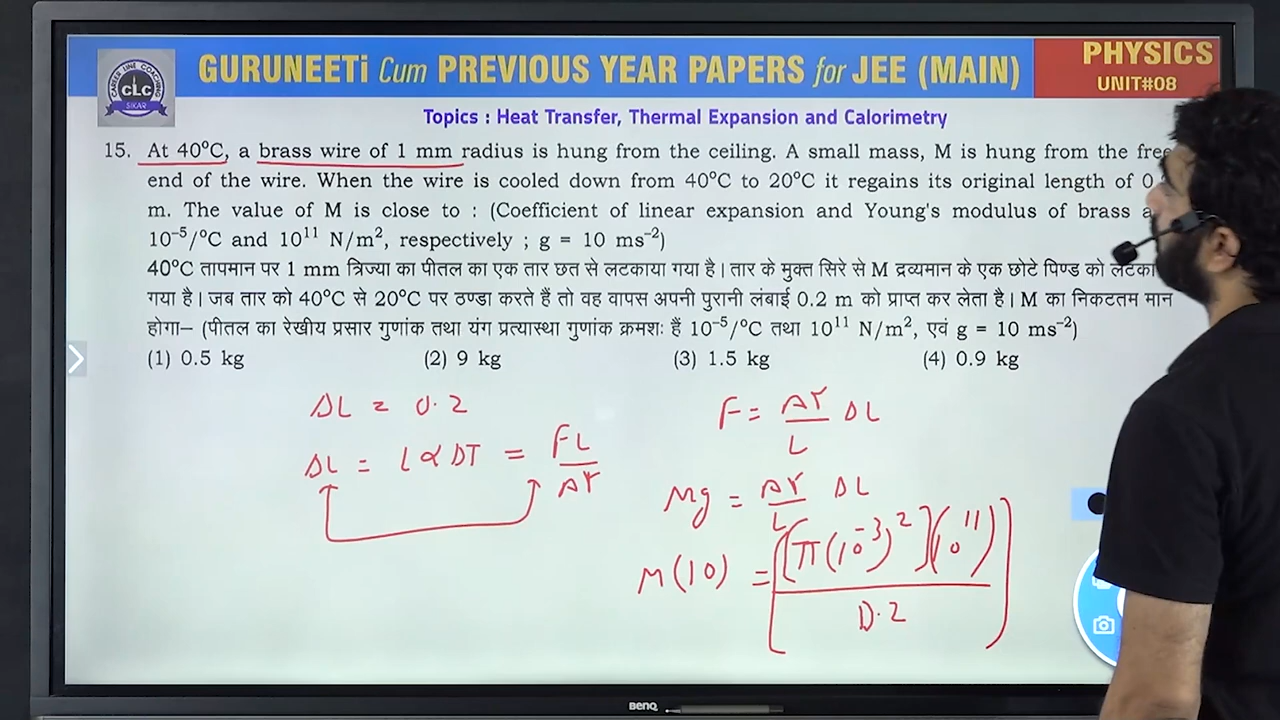 GURUNEETi Cum PREVIOUS YEAR PAPERS for JEE (MAIN)
PHYSICS
UNIT#08
CAREER LINE COACHING
CLC
SIKAR
Topics : Heat Transfer, Thermal Expansion and Calorimetry
15. At 40°C, a brass wire of 1 mm radius is hung from the ceiling. A small mass, M is hung from the free
end of the wire. When the wire is cooled down from 40°C to 20°C it regains its original length of 0
m. The value of M is close to : (Coefficient of linear expansion and Young's modulus of brass a
10⁻⁵/°C and 10¹¹ N/m², respectively ; g = 10 ms⁻²)
40°C तापमान पर 1 mm त्रिज्या का पीतल का एक तार छत से लटकाया गया है। तार के मुक्त सिरे से M द्रव्यमान के एक छोटे पिण्ड को लटका
गया है। जब तार को 40°C से 20°C पर ठण्डा करते हैं तो वह वापस अपनी पुरानी लंबाई 0.2 m को प्राप्त कर लेता है। M का निकटतम मान
होगा– (पीतल का रेखीय प्रसार गुणांक तथा यंग प्रत्यास्था गुणांक क्रमशः हैं 10⁻⁵/°C तथा 10¹¹ N/m², एवं g = 10 ms⁻²)
(1) 0.5 kg (2) 9 kg (3) 1.5 kg (4) 0.9 kg
ΔL = 0.2
ΔL = LαΔT = FL/AY
F = AY/L ΔL
Mg = AY/L ΔL
M(10) = [[π(10⁻³)²](10¹¹)/0.2]
BENQ